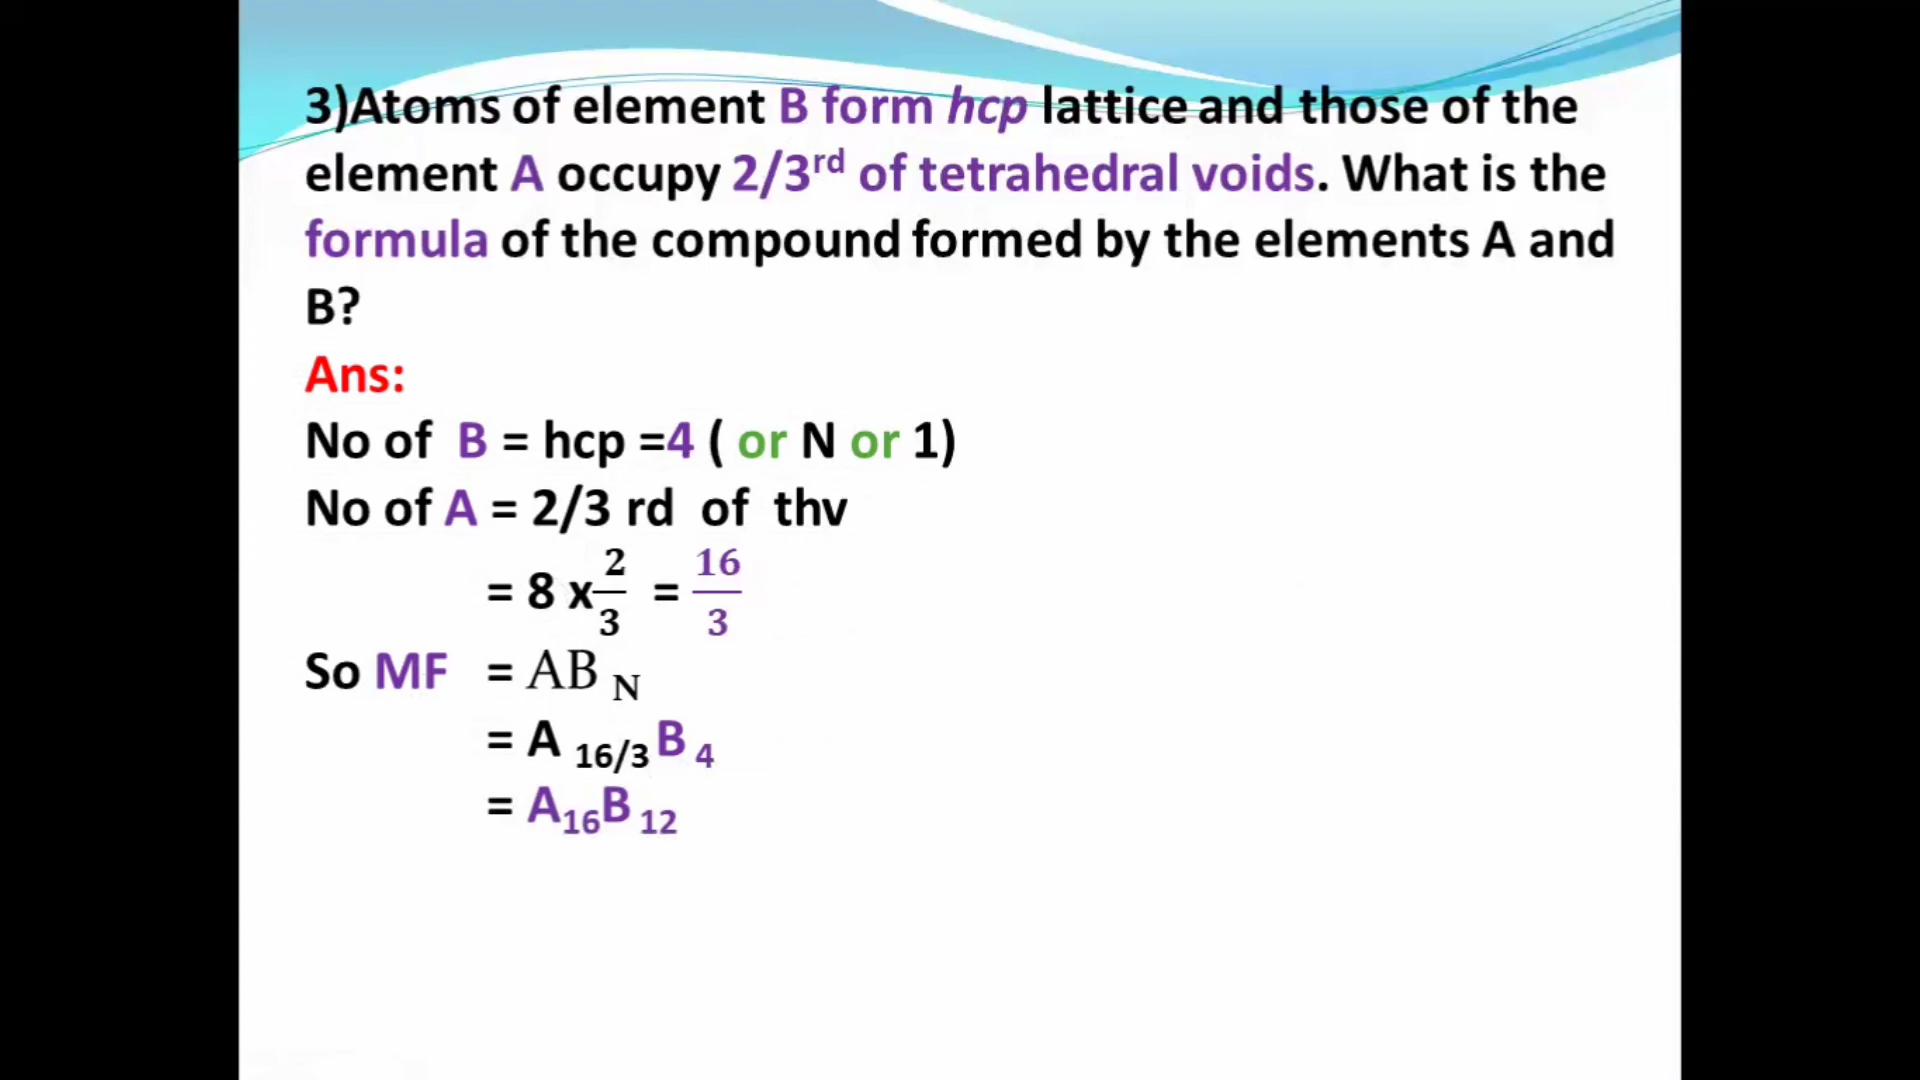 3)Atoms of element B form hcp lattice and those of the
element A occupy 2/3rd of tetrahedral voids. What is the
formula of the compound formed by the elements A and
B?
Ans:
No of B = hcp =4 ( or N or 1)
No of A = 2/3 rd of thv
= 8 x 2/3 = 16/3
So MF = AB N
= A 16/3 B 4
= A16B 12